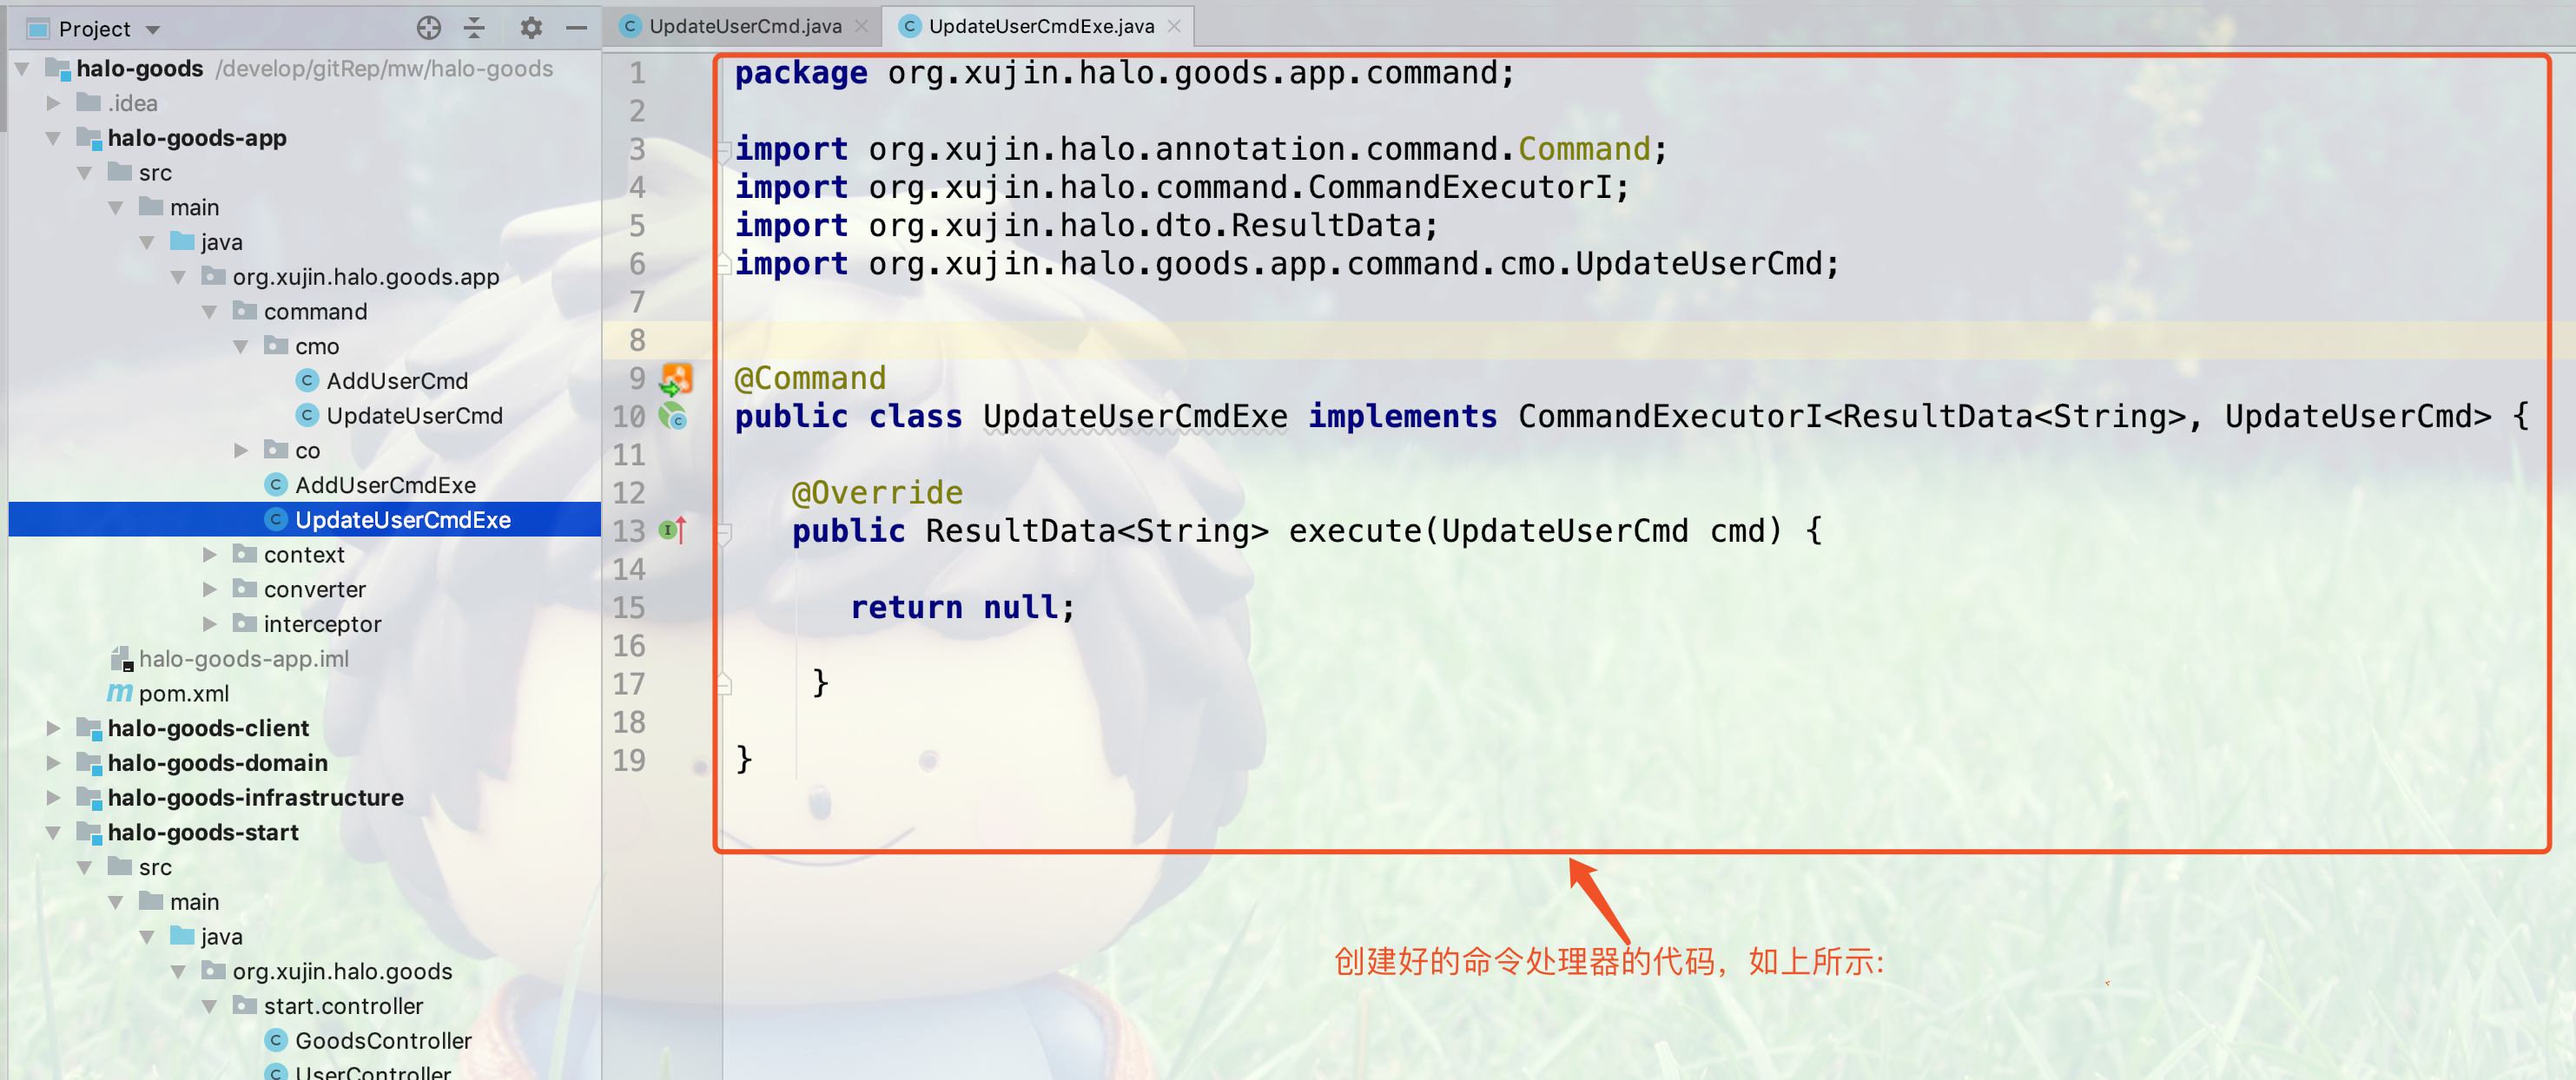 Project
halo-goods /develop/gitRep/mw/halo-goods
.idea
halo-goods-app
src
main
java
org.xujin.halo.goods.app
command
cmo
AddUserCmd
UpdateUserCmd
co
AddUserCmdExe
UpdateUserCmdExe
context
converter
interceptor
halo-goods-app.iml
pom.xml
halo-goods-client
halo-goods-domain
halo-goods-infrastructure
halo-goods-start
src
main
java
org.xujin.halo.goods
start.controller
GoodsController
UserController
UpdateUserCmd.java
UpdateUserCmdExe.java
1 package org.xujin.halo.goods.app.command;
2
3 import org.xujin.halo.annotation.command.Command;
4 import org.xujin.halo.command.CommandExecutorI;
5 import org.xujin.halo.dto.ResultData;
6 import org.xujin.halo.goods.app.command.cmo.UpdateUserCmd;
7
8
9 @Command
10 public class UpdateUserCmdExe implements CommandExecutorI<ResultData<String>, UpdateUserCmd> {
11
12 @Override
13 public ResultData<String> execute(UpdateUserCmd cmd) {
14
15 return null;
16
17 }
18
19 }
创建好的命令处理器的代码，如上所示: